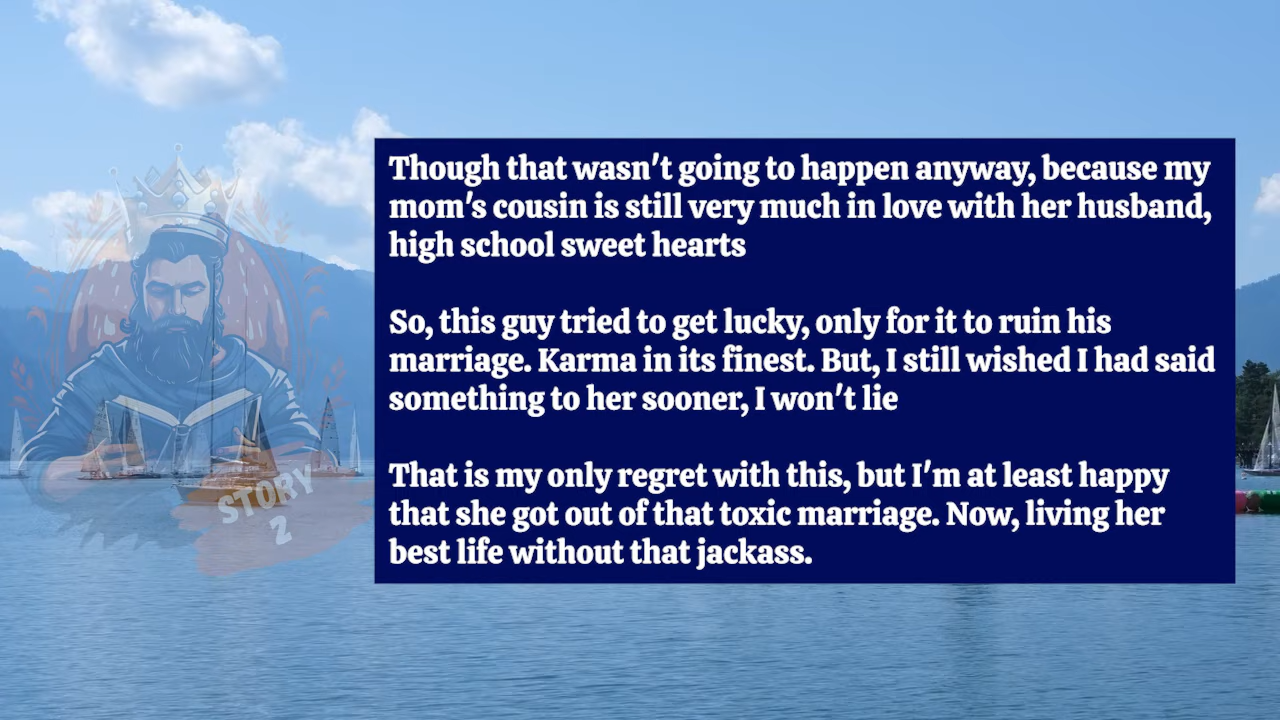 Though that wasn't going to happen anyway, because my
mom's cousin is still very much in love with her husband,
high school sweet hearts
So, this guy tried to get lucky, only for it to ruin his
marriage. Karma in its finest. But, I still wished I had said
something to her sooner, I won't lie
That is my only regret with this, but I'm at least happy
that she got out of that toxic marriage. Now, living her
best life without that jackass.
STORY
2